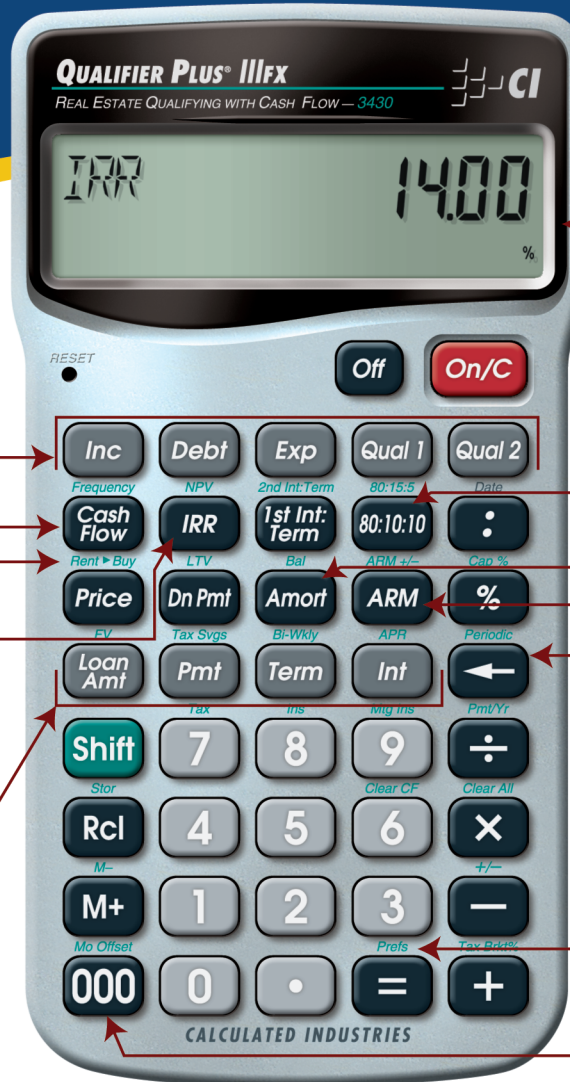 QUALIFIER PLUS® IIIFX
CI
REAL ESTATE QUALIFYING WITH CASH FLOW — 3430
IRR 14.00
%
RESET
Off On/C
Inc Debt Exp Qual 1 Qual 2
Frequency NPV 2nd Int:Term 80:15:5 Date
Cash Flow IRR 1st Int: Term 80:10:10 :
Rent ▶ Buy LTV Bal ARM +/– Cap %
Price Dn Pmt Amort ARM %
FV Tax Svgs Bi-Wkly APR Periodic
Loan Amt Pmt Term Int ←
Tax Ins Mtg Ins Pmt/Yr
Shift 7 8 9 ÷
Stor Clear CF Clear All
Rcl 4 5 6 ×
M– +/–
M+ 1 2 3 –
Mo Offset Prefs Tax Brkt%
000 0 • = +
CALCULATED INDUSTRIES